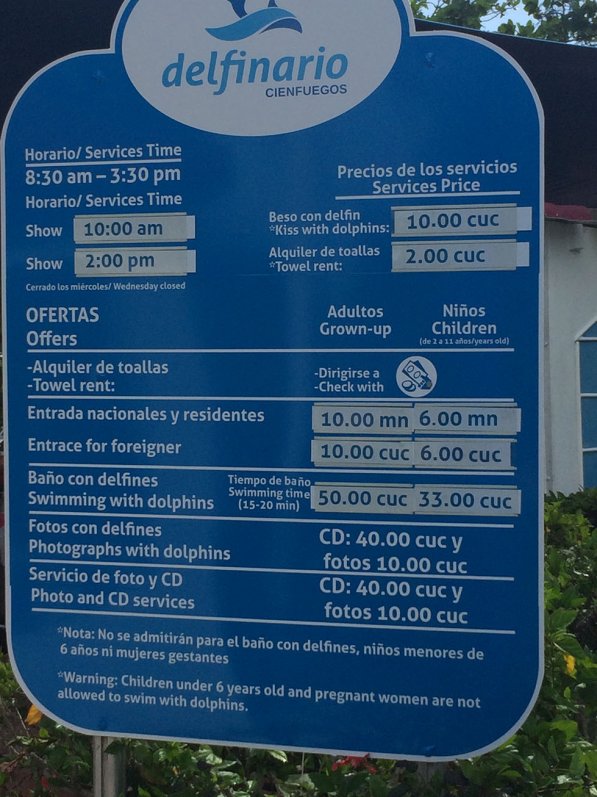 delfinario
CIENFUEGOS
Horario/ Services Time
8:30 am – 3:30 pm
Horario/ Services Time
Show 10:00 am
Show 2:00 pm
Cerrado los miércoles/ Wednesday closed
Precios de los servicios
Services Price
Beso con delfin
*Kiss with dolphins: 10.00 cuc
Alquiler de toallas
*Towel rent: 2.00 cuc
OFERTAS
Offers
Adultos
Grown-up
Niños
Children
(de 2 a 11 años/years old)
-Alquiler de toallas
-Towel rent:
-Dirigirse a
-Check with
Entrada nacionales y residentes 10.00 mn 6.00 mn
Entrace for foreigner 10.00 cuc 6.00 cuc
Baño con delfines
Swimming with dolphins
Tiempo de baño
Swimming time
(15-20 min)
50.00 cuc 33.00 cuc
Fotos con delfines
Photographs with dolphins
CD: 40.00 cuc y
fotos 10.00 cuc
Servicio de foto y CD
Photo and CD services
CD: 40.00 cuc y
fotos 10.00 cuc
*Nota: No se admitirán para el baño con delfines, niños menores de
6 años ni mujeres gestantes
*Warning: Children under 6 years old and pregnant women are not
allowed to swim with dolphins.